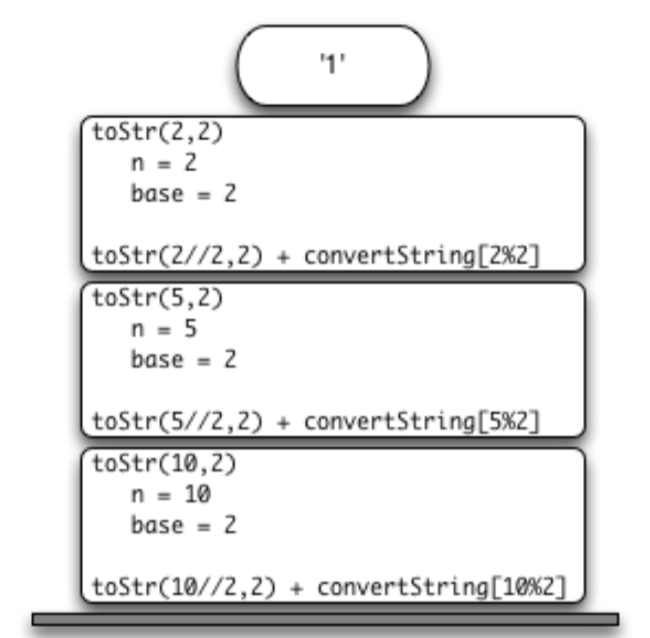 '1'
toStr(2,2)
n = 2
base = 2
toStr(2//2,2) + convertString[2%2]
toStr(5,2)
n = 5
base = 2
toStr(5//2,2) + convertString[5%2]
toStr(10,2)
n = 10
base = 2
toStr(10//2,2) + convertString[10%2]